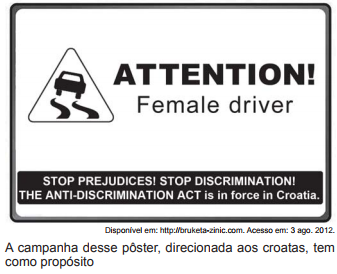 ATTENTION!
Female driver
STOP PREJUDICES! STOP DISCRIMINATION!
THE ANTI-DISCRIMINATION ACT is in force in Croatia.
Disponível em: http://bruketa-zinic.com. Acesso em: 3 ago. 2012.
A campanha desse pôster, direcionada aos croatas, tem
como propósito